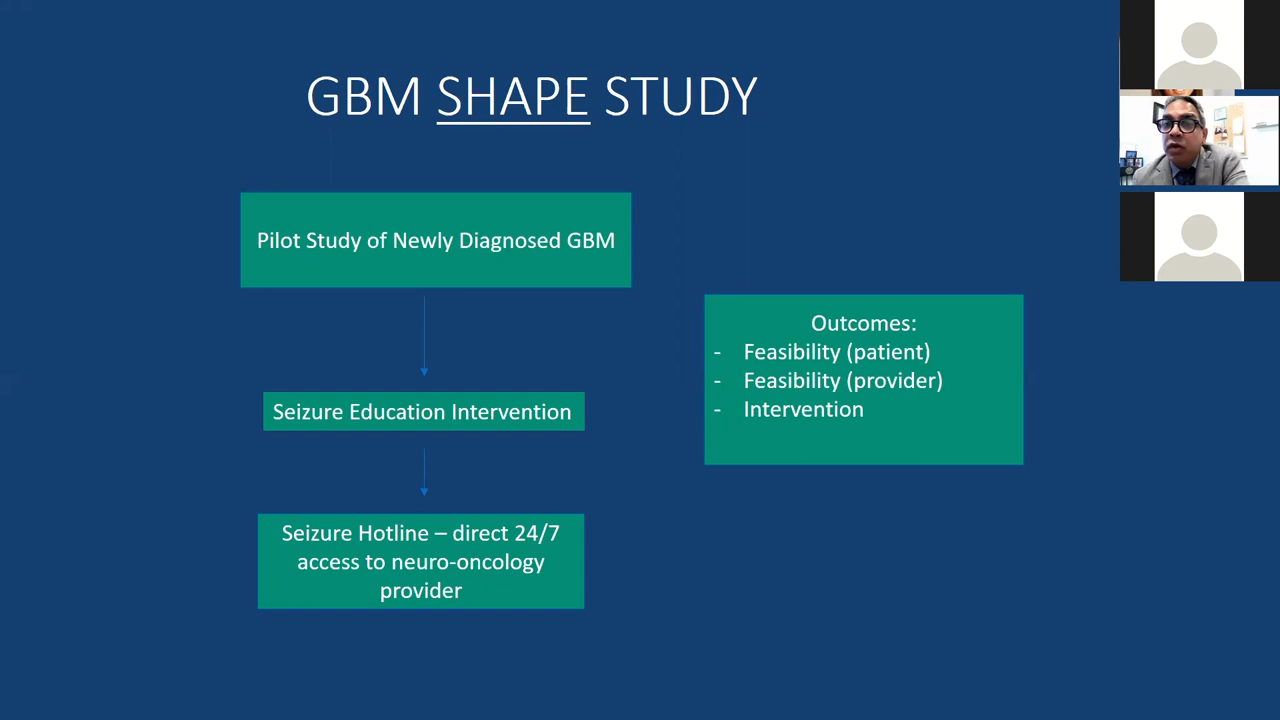 GBM SHAPE STUDY
Pilot Study of Newly Diagnosed GBM
Seizure Education Intervention
Seizure Hotline – direct 24/7
access to neuro-oncology
provider
Outcomes:
- Feasibility (patient)
- Feasibility (provider)
- Intervention